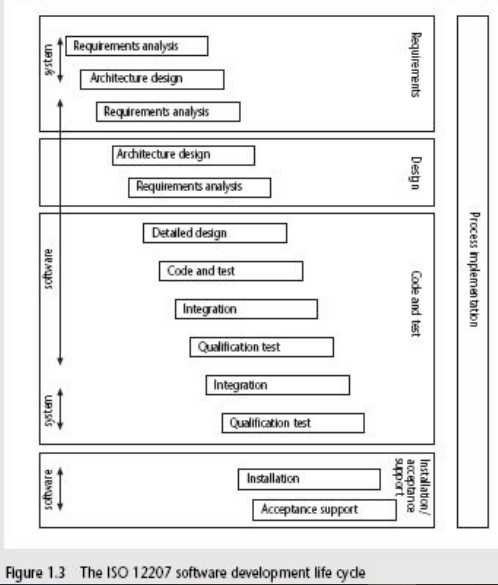 system
Requirements analysis
Architecture design
Requirements analysis
Requirements
Architecture design
Requirements analysis
Design
software
Detailed design
Code and test
Integration
Qualification test
system
Integration
Qualification test
Code and test
software
Installation
Acceptance support
Installation/
acceptance
support
Process implementation
Figure 1.3 The ISO 12207 software development life cycle